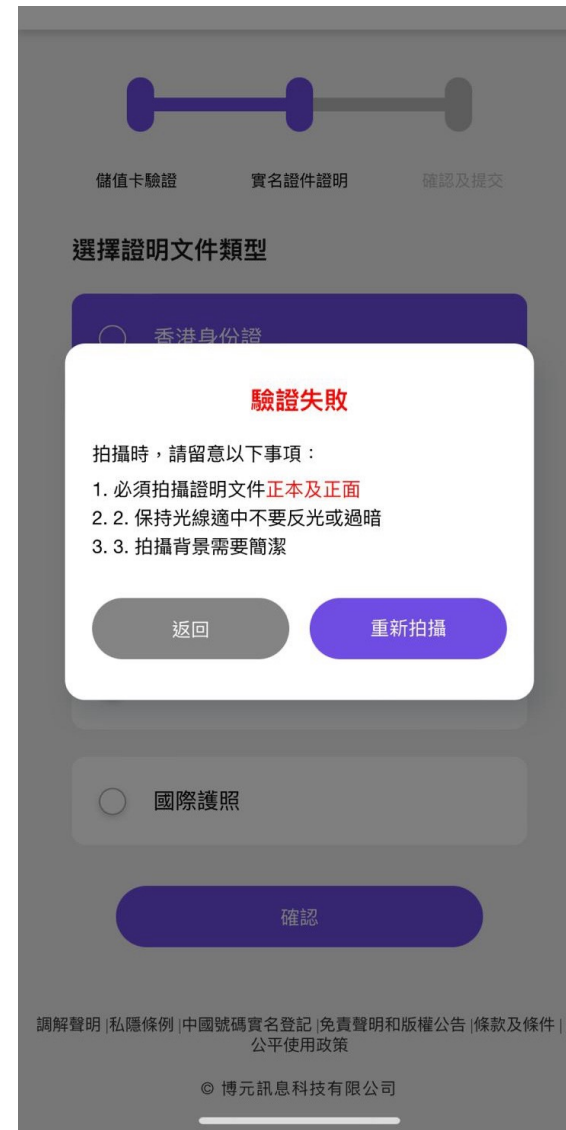 儲值卡驗證
實名證件證明
確認及提交
選擇證明文件類型
香港身份證
驗證失敗
拍攝時，請留意以下事項：
1. 必須拍攝證明文件正本及正面
2. 2. 保持光線適中不要反光或過暗
3. 3. 拍攝背景需要簡潔
返回
重新拍攝
國際護照
確認
調解聲明 |私隱條例 |中國號碼實名登記 |免責聲明和版權公告 |條款及條件 |
公平使用政策
© 博元訊息科技有限公司